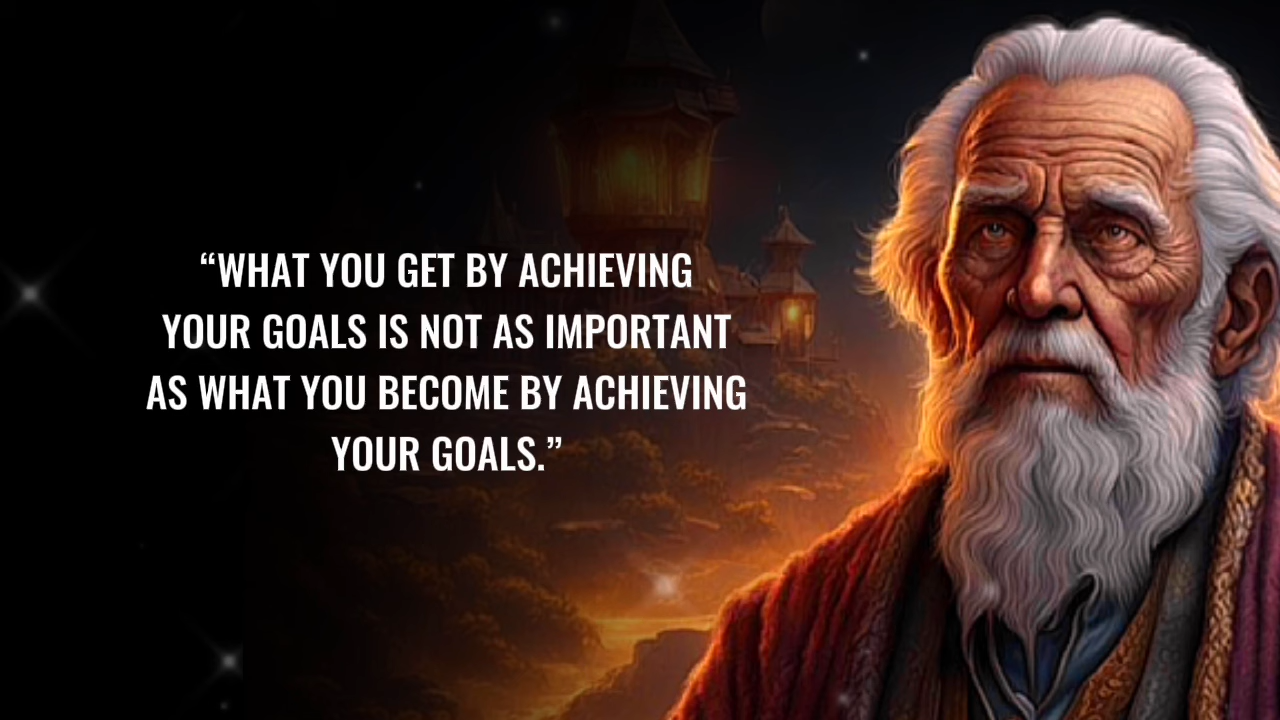 “WHAT YOU GET BY ACHIEVING
YOUR GOALS IS NOT AS IMPORTANT
AS WHAT YOU BECOME BY ACHIEVING
YOUR GOALS.”